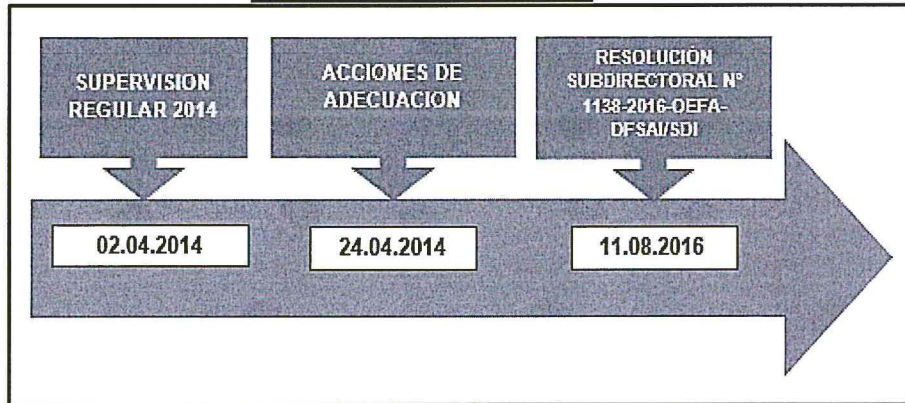 SUPERVISION
REGULAR 2014
ACCIONES DE
ADECUACION
RESOLUCIÓN
SUBDIRECTORAL N°
1138-2016-OEFA-
DFSAI/SDI
02.04.2014
24.04.2014
11.08.2016